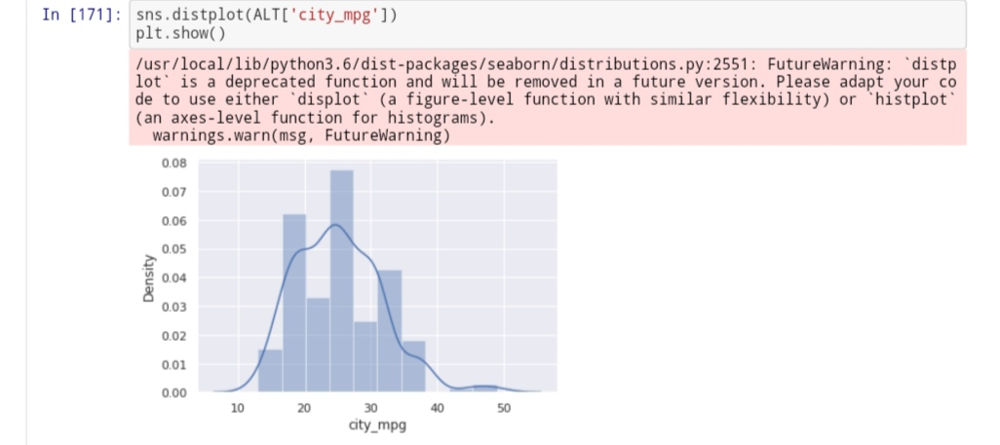 In [171]: sns.distplot(ALT['city_mpg'])
plt.show()
/usr/local/lib/python3.6/dist-packages/seaborn/distributions.py:2551: FutureWarning: `distp
lot` is a deprecated function and will be removed in a future version. Please adapt your co
de to use either `displot` (a figure-level function with similar flexibility) or `histplot`
(an axes-level function for histograms).
warnings.warn(msg, FutureWarning)
0.08
0.07
0.06
0.05
0.04
0.03
0.02
0.01
0.00
Density
10 20 30 40 50
city_mpg